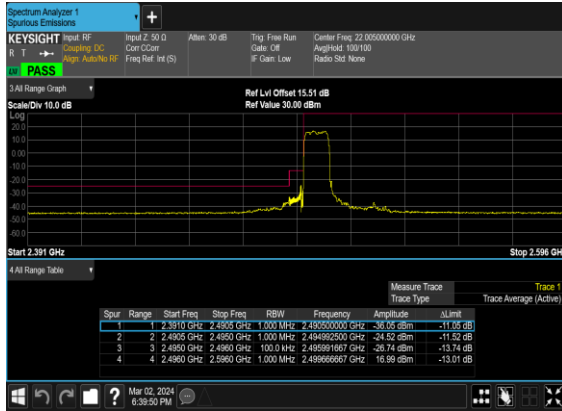 Spectrum Analyzer 1
Spurious Emissions
KEYSIGHT Input: RF Input Z: 50 Ω Atten: 30 dB Trig: Free Run Center Freq: 22.005000000 GHz
R T Coupling: DC Corr CCorr Gate: Off Avg|Hold: 100/100
Align: Auto/No RF Freq Ref: Int (S) IF Gain: Low Radio Std: None
PASS
3 All Range Graph
Ref Lvl Offset 15.51 dB
Scale/Div 10.0 dB Ref Value 30.00 dBm
Log
20.0
10.0
0.00
-10.0
-20.0
-30.0
-40.0
-50.0
-60.0
Start 2.391 GHz Stop 2.596 GH
4 All Range Table
Measure Trace Trace 1
Trace Type Trace Average (Active)
Spur Range Start Freq Stop Freq RBW Frequency Amplitude ΔLimit
1 1 2.3910 GHz 2.4905 GHz 1.000 MHz 2.490500000 GHz -36.05 dBm -11.05 dB
2 2 2.4905 GHz 2.4950 GHz 1.000 MHz 2.494992500 GHz -24.52 dBm -11.52 dB
3 3 2.4950 GHz 2.4960 GHz 100.0 kHz 2.495991667 GHz -26.74 dBm -13.74 dB
4 4 2.4960 GHz 2.5960 GHz 1.000 MHz 2.499666667 GHz 16.99 dBm -13.01 dB
? Mar 02, 2024
6:39:50 PM